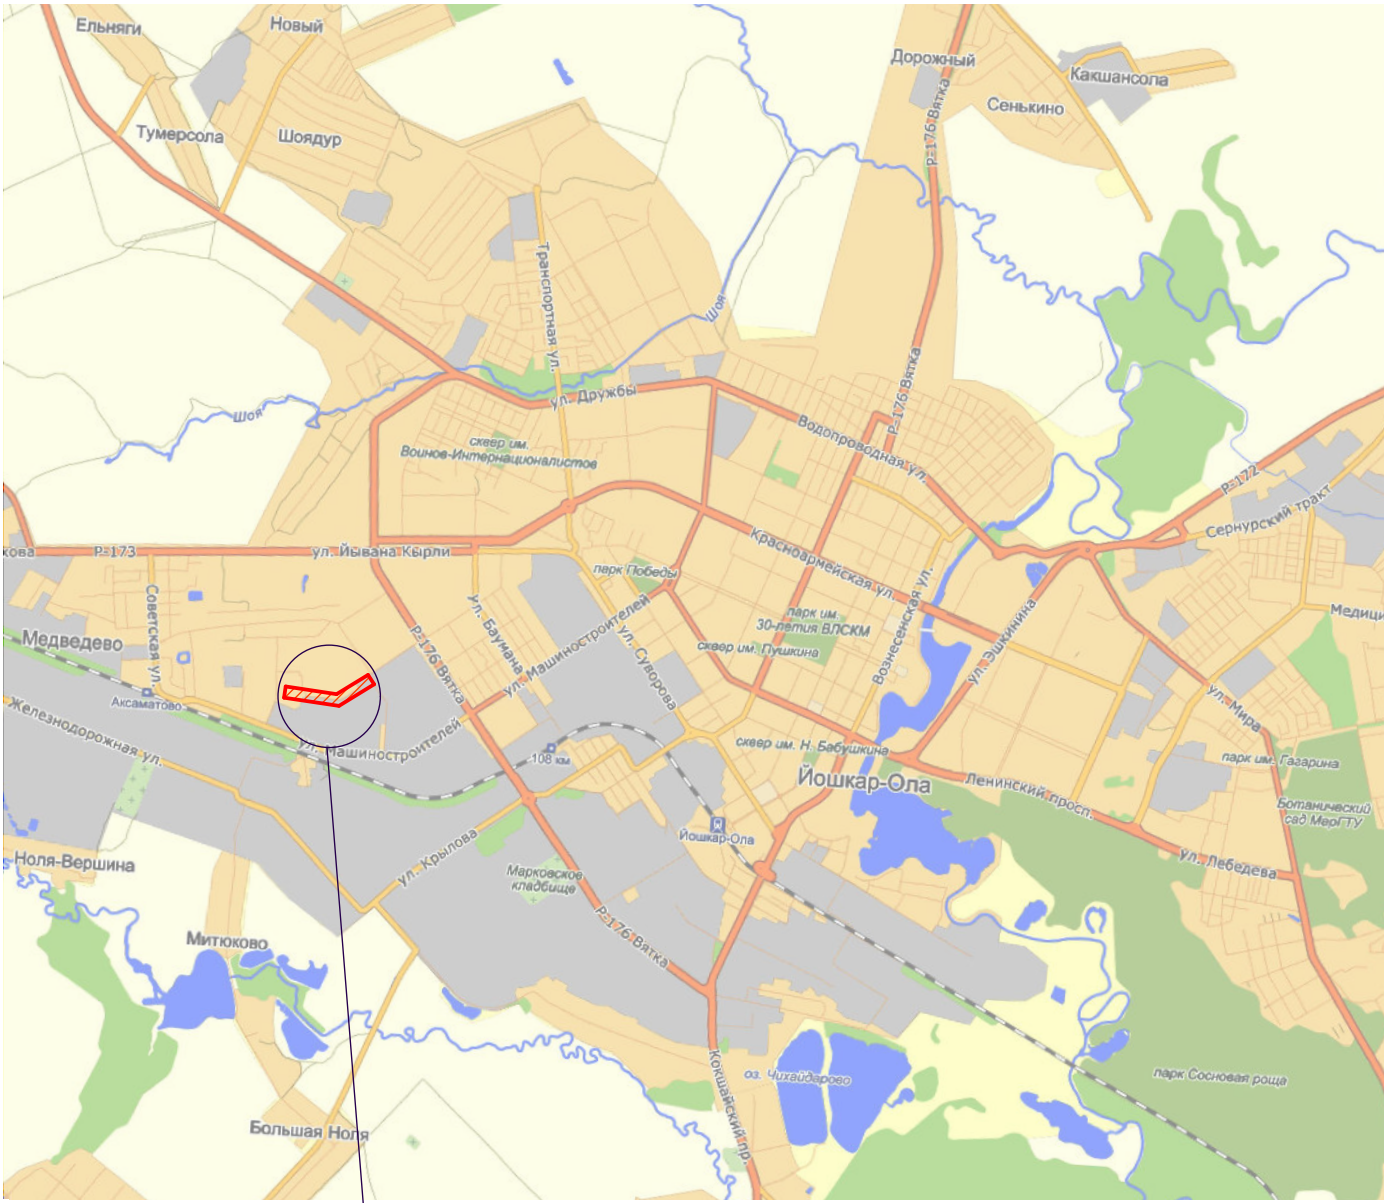 Ельняги
Новый
Дорожный
Какшансола
Сенькино
Тумерсола
Шоядур
Р-176 Вятка
Транспортная ул.
Шоя
Р-176 Вятка
ул. Дружбы
Шоя
Водопроводная ул.
сквер им.
Воинов-Интернационалистов
Р-172
Сернурский тракт
кова
Р-173
ул. Йывана Кырли
Красноармейская ул.
парк Победы
Советская ул.
ул. Баумана
ул. Машиностроителей
ул. Суворова
парк им.
30-летия ВЛСКМ
Вознесенская ул.
ул. Эшкинина
Медици
Медведево
Р-176 Вятка
сквер им. Пушкина
Аксаматово
ул. Мира
Железнодорожная ул.
ул. Машиностроителей
108 км
сквер им. Н. Бабушкина
парк им. Гагарина
Йошкар-Ола
Ленинский просп.
Ботанический
сад МарГТУ
Йошкар-Ола
ул. Крылова
ул. Лебедева
Ноля-Вершина
Марковское
кладбище
Р-176 Вятка
Митюково
оз. Чихайдарово
парк Сосновая роща
Кокшайский пр.
Большая Ноля